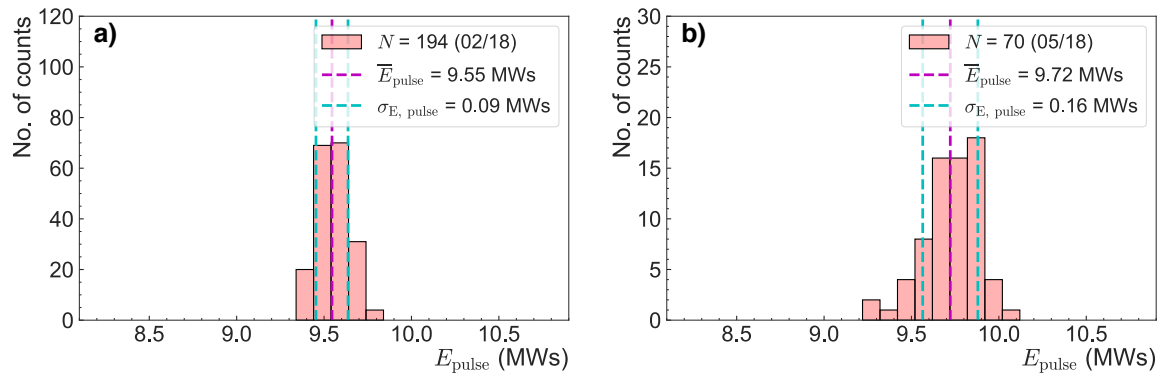 a)
No. of counts
120
100
80
60
40
20
0
N = 194 (02/18)
E̅pulse = 9.55 MWs
σE, pulse = 0.09 MWs
8.5 9.0 9.5 10.0 10.5
Epulse (MWs)
b)
No. of counts
30
25
20
15
10
5
0
N = 70 (05/18)
E̅pulse = 9.72 MWs
σE, pulse = 0.16 MWs
8.5 9.0 9.5 10.0 10.5
Epulse (MWs)